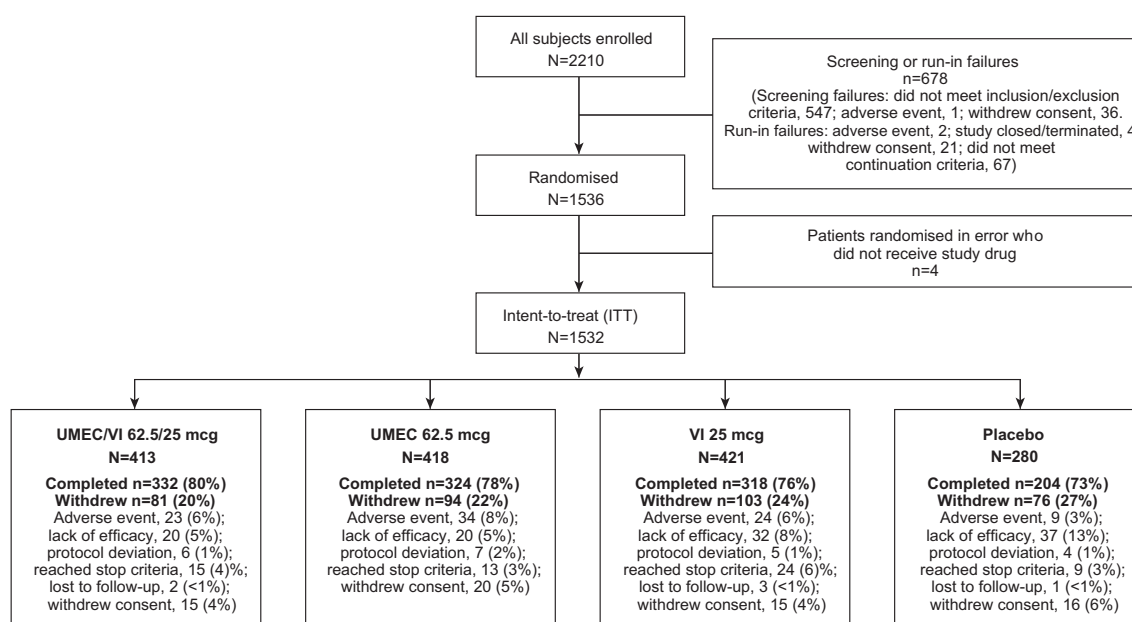 All subjects enrolled
N=2210
Screening or run-in failures
n=678
(Screening failures: did not meet inclusion/exclusion
criteria, 547; adverse event, 1; withdrew consent, 36.
Run-in failures: adverse event, 2; study closed/terminated, 4
withdrew consent, 21; did not meet
continuation criteria, 67)
Randomised
N=1536
Patients randomised in error who
did not receive study drug
n=4
Intent-to-treat (ITT)
N=1532
UMEC/VI 62.5/25 mcg
N=413
Completed n=332 (80%)
Withdrew n=81 (20%)
Adverse event, 23 (6%);
lack of efficacy, 20 (5%);
protocol deviation, 6 (1%);
reached stop criteria, 15 (4)%;
lost to follow-up, 2 (<1%);
withdrew consent, 15 (4%)
UMEC 62.5 mcg
N=418
Completed n=324 (78%)
Withdrew n=94 (22%)
Adverse event, 34 (8%);
lack of efficacy, 20 (5%);
protocol deviation, 7 (2%);
reached stop criteria, 13 (3%);
withdrew consent, 20 (5%)
VI 25 mcg
N=421
Completed n=318 (76%)
Withdrew n=103 (24%)
Adverse event, 24 (6%);
lack of efficacy, 32 (8%);
protocol deviation, 5 (1%);
reached stop criteria, 24 (6)%;
lost to follow-up, 3 (<1%);
withdrew consent, 15 (4%)
Placebo
N=280
Completed n=204 (73%)
Withdrew n=76 (27%)
Adverse event, 9 (3%);
lack of efficacy, 37 (13%);
protocol deviation, 4 (1%);
reached stop criteria, 9 (3%);
lost to follow-up, 1 (<1%);
withdrew consent, 16 (6%)